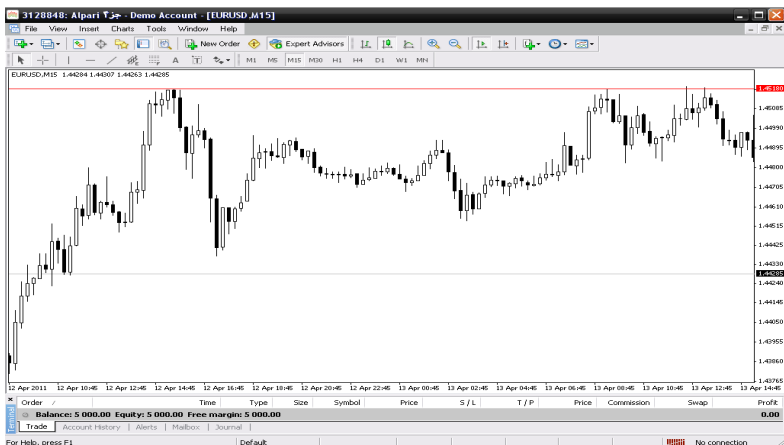 3128848: Alpari جزء - Demo Account - [EURUSD,M15]
File View Insert Charts Tools Window Help
New Order Expert Advisors
A T M1 M5 M15 M30 H1 H4 D1 W1 MN
EURUSD,M15 1.44284 1.44307 1.44263 1.44285
1.45180
1.45085
1.44990
1.44895
1.44800
1.44705
1.44610
1.44515
1.44425
1.44330
1.44285
1.44240
1.44145
1.44050
1.43955
1.43860
1.43765
12 Apr 2011 12 Apr 10:45 12 Apr 12:45 12 Apr 14:45 12 Apr 16:45 12 Apr 18:45 12 Apr 20:45 12 Apr 22:45 13 Apr 00:45 13 Apr 02:45 13 Apr 04:45 13 Apr 06:45 13 Apr 08:45 13 Apr 10:45 13 Apr 12:45 13 Apr 14:45
Order / Time Type Size Symbol Price S / L T / P Price Commission Swap Profit
Balance: 5 000.00 Equity: 5 000.00 Free margin: 5 000.00 0.00
Terminal
Trade Account History Alerts Mailbox Journal
For Help, press F1 Default No connection